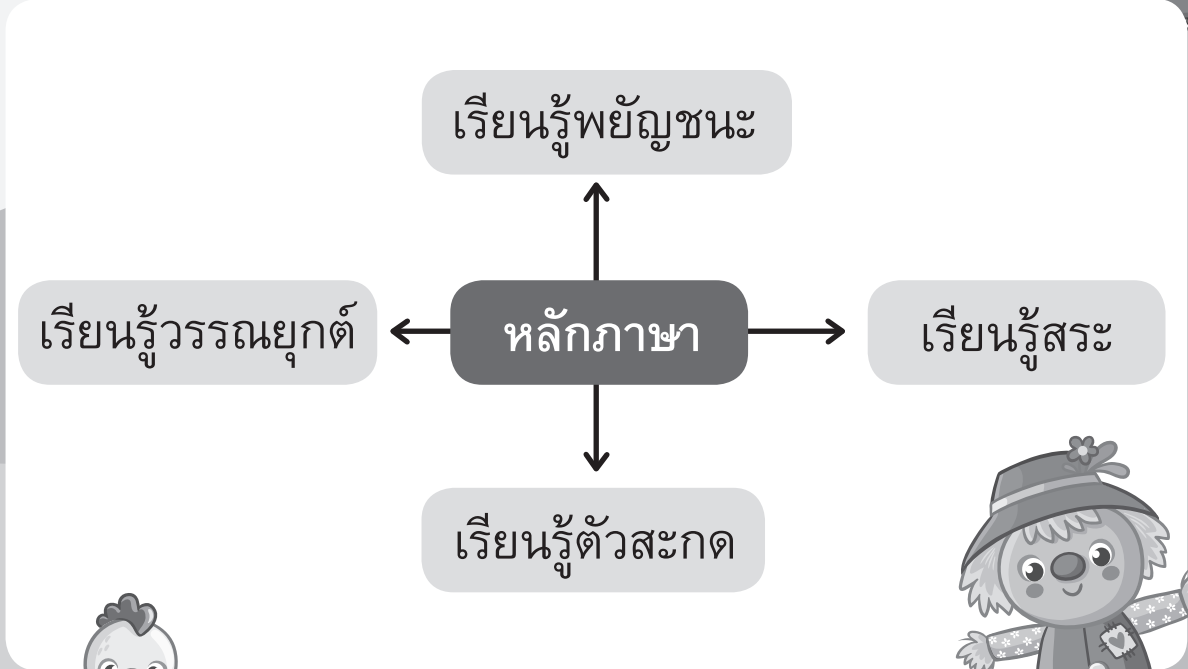 เรียนรู้พยัญชนะ
เรียนรู้วรรณยุกต์
หลักภาษา
เรียนรู้สระ
เรียนรู้ตัวสะกด